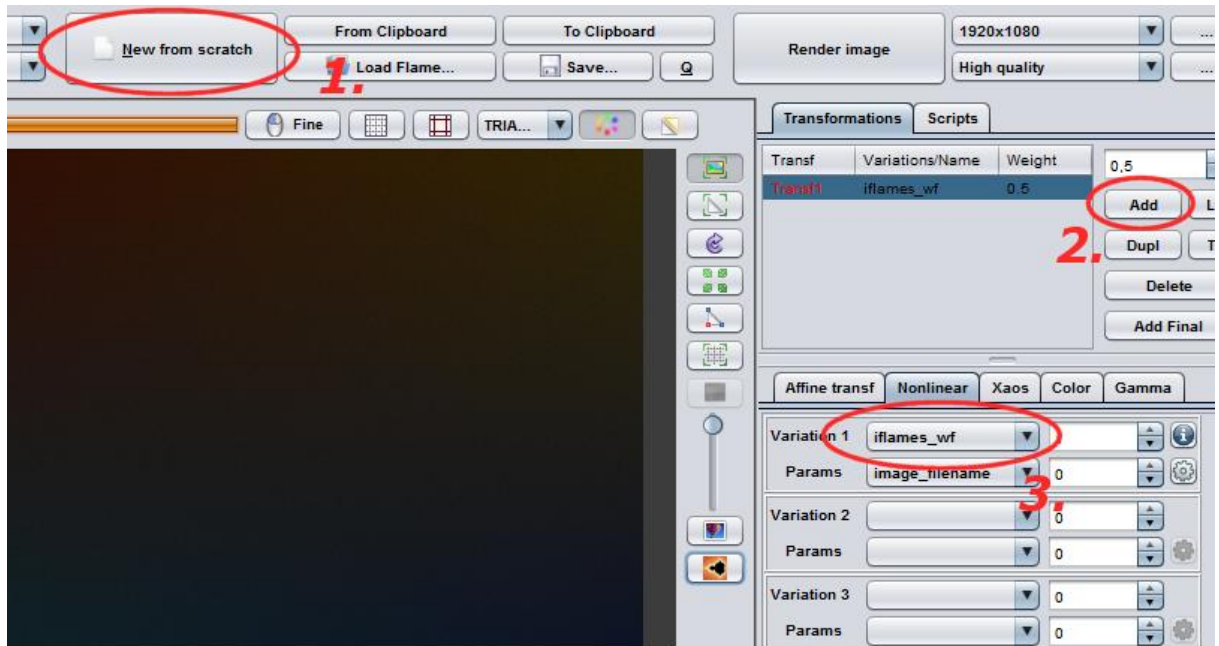 New from scratch
From Clipboard
To Clipboard
Render image
1920x1080
...
1.
Load Flame...
Save...
Q
High quality
...
Fine
TRIA...
Transformations
Scripts
Transf
Variations/Name
Weight
0,5
Transf1
iflames_wf
0.5
Add
L
2.
Dupl
T
Delete
Add Final
Affine transf
Nonlinear
Xaos
Color
Gamma
Variation 1
iflames_wf
Params
image_filename
0
3.
Variation 2
0
Params
0
Variation 3
0
Params
0